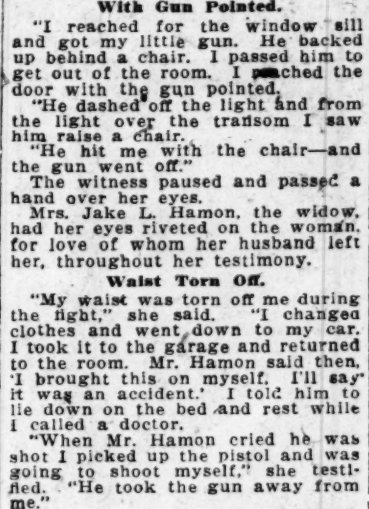 With Gun Pointed.
"I reached for the window sill
and got my little gun. He backed
up behind a chair. I passed him to
get out of the room. I reached the
door with the gun pointed.
"He dashed off the light and from
the light over the transom I saw
him raise a chair.
"He hit me with the chair—and
the gun went off."
The witness paused and passed a
hand over her eyes.
Mrs. Jake L. Hamon, the widow,
had her eyes riveted on the woman,
for love of whom her husband left
her, throughout her testimony.
Waist Torn Off.
"My waist was torn off me during
the fight," she said. "I changed
clothes and went down to my car.
I took it to the garage and returned
to the room. Mr. Hamon said then,
'I brought this on myself. I'll say
it was an accident.' I told him to
lie down on the bed and rest while
I called a doctor.
"When Mr. Hamon cried he was
shot I picked up the pistol and was
going to shoot myself," she testi-
fied. "He took the gun away from
me."